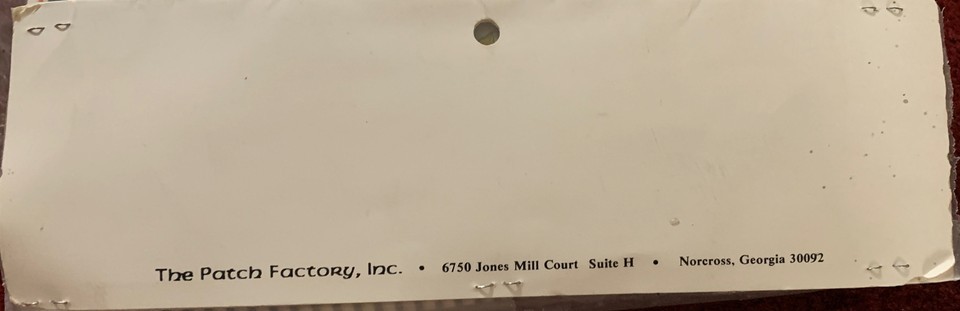 The Patch Factory, Inc. • 6750 Jones Mill Court Suite H • Norcross, Georgia 30092